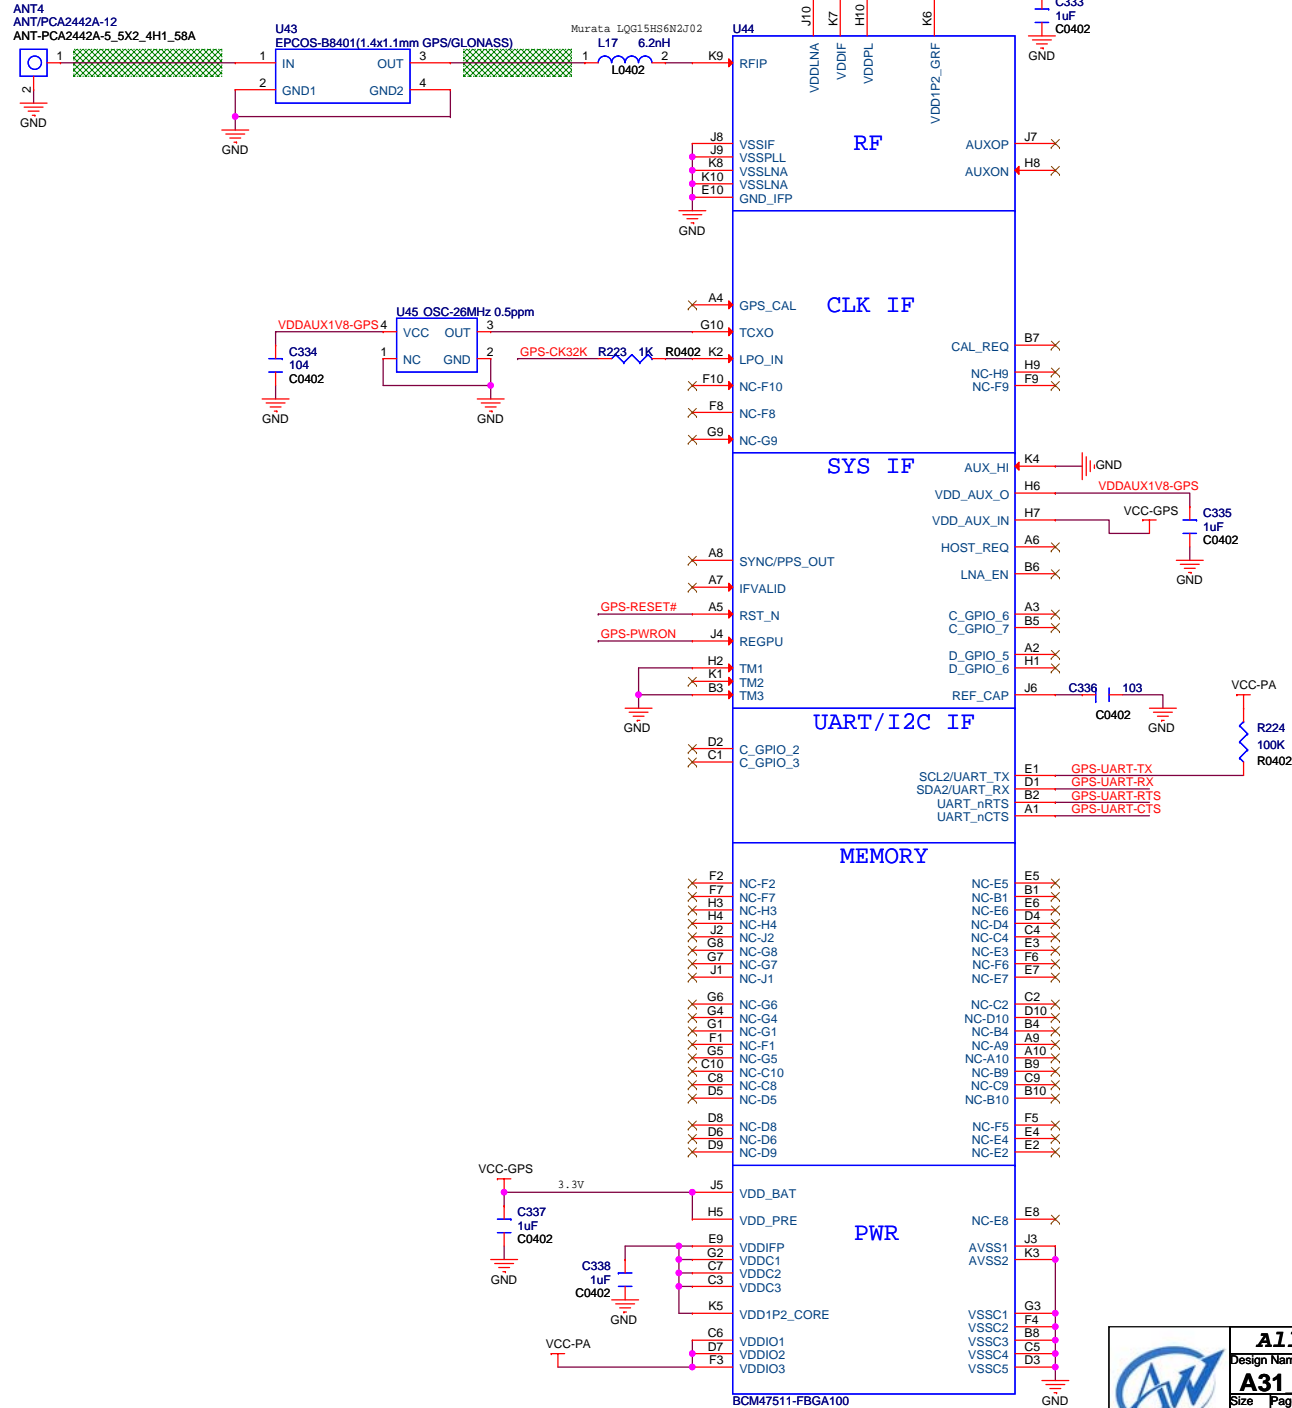 ANT4
ANT/PCA2442A-12
ANT-PCA2442A-5_5X2_4H1_58A
1
2
GND
U43
EPCOS-B8401(1.4x1.1mm GPS/GLONASS)
1 IN OUT 3
2 GND1 GND2 4
GND
Murata LQG15HS6N2J02
L17 6.2nH
1 2
L0402
U44
J10 K7 H10 K6
VDDLNA VDDIF VDDPL VDD1P2_GRF
C333
1uF
C0402
GND
K9 RFIP
RF
J8 VSSIF
J9 VSSPLL
K8 VSSLNA
K10 VSSLNA
E10 GND_IFP
GND
AUXOP J7
AUXON H8
CLK IF
A4 GPS_CAL
U45 OSC-26MHz 0.5ppm
VDDAUX1V8-GPS 4 VCC OUT 3
1 NC GND 2
C334
104
C0402
GND
GND
G10 TCXO
GPS-CK32K R223 1K R0402 K2 LPO_IN
F10 NC-F10
F8 NC-F8
G9 NC-G9
CAL_REQ B7
NC-H9 H9
NC-F9 F9
SYS IF
AUX_HI K4 GND
VDD_AUX_O H6 VDDAUX1V8-GPS
VDD_AUX_IN H7 VCC-GPS
C335
1uF
C0402
GND
HOST_REQ A6
LNA_EN B6
A8 SYNC/PPS_OUT
A7 IFVALID
GPS-RESET# A5 RST_N
GPS-PWRON J4 REGPU
H2 TM1
K1 TM2
B3 TM3
GND
C_GPIO_6 A3
C_GPIO_7 B5
D_GPIO_5 A2
D_GPIO_6 H1
REF_CAP J6 C336 103
C0402
GND
VCC-PA
R224
100K
R0402
UART/I2C IF
D2 C_GPIO_2
C1 C_GPIO_3
SCL2/UART_TX E1 GPS-UART-TX
SDA2/UART_RX D1 GPS-UART-RX
UART_nRTS B2 GPS-UART-RTS
UART_nCTS A1 GPS-UART-CTS
MEMORY
F2 NC-F2 NC-E5 E5
F7 NC-F7 NC-B1 B1
H3 NC-H3 NC-E6 E6
H4 NC-H4 NC-D4 D4
J2 NC-J2 NC-C4 C4
G8 NC-G8 NC-E3 E3
G7 NC-G7 NC-F6 F6
J1 NC-J1 NC-E7 E7
G6 NC-G6 NC-C2 C2
G4 NC-G4 NC-D10 D10
G1 NC-G1 NC-B4 B4
F1 NC-F1 NC-A9 A9
G5 NC-G5 NC-A10 A10
C10 NC-C10 NC-B9 B9
C8 NC-C8 NC-C9 C9
D5 NC-D5 NC-B10 B10
D8 NC-D8 NC-F5 F5
D6 NC-D6 NC-E4 E4
D9 NC-D9 NC-E2 E2
PWR
VCC-GPS
3.3V
J5 VDD_BAT
H5 VDD_PRE
C337
1uF
C0402
GND
NC-E8 E8
E9 VDDIFP
G2 VDDC1
C7 VDDC2
C3 VDDC3
K5 VDD1P2_CORE
C338
1uF
C0402
GND
AVSS1 J3
AVSS2 K3
VCC-PA
C6 VDDIO1
D7 VDDIO2
F3 VDDIO3
VSSC1 G3
VSSC2 F4
VSSC3 B8
VSSC4 C5
VSSC5 D3
GND
BCM47511-FBGA100
Design Nam
A31
Size Pag